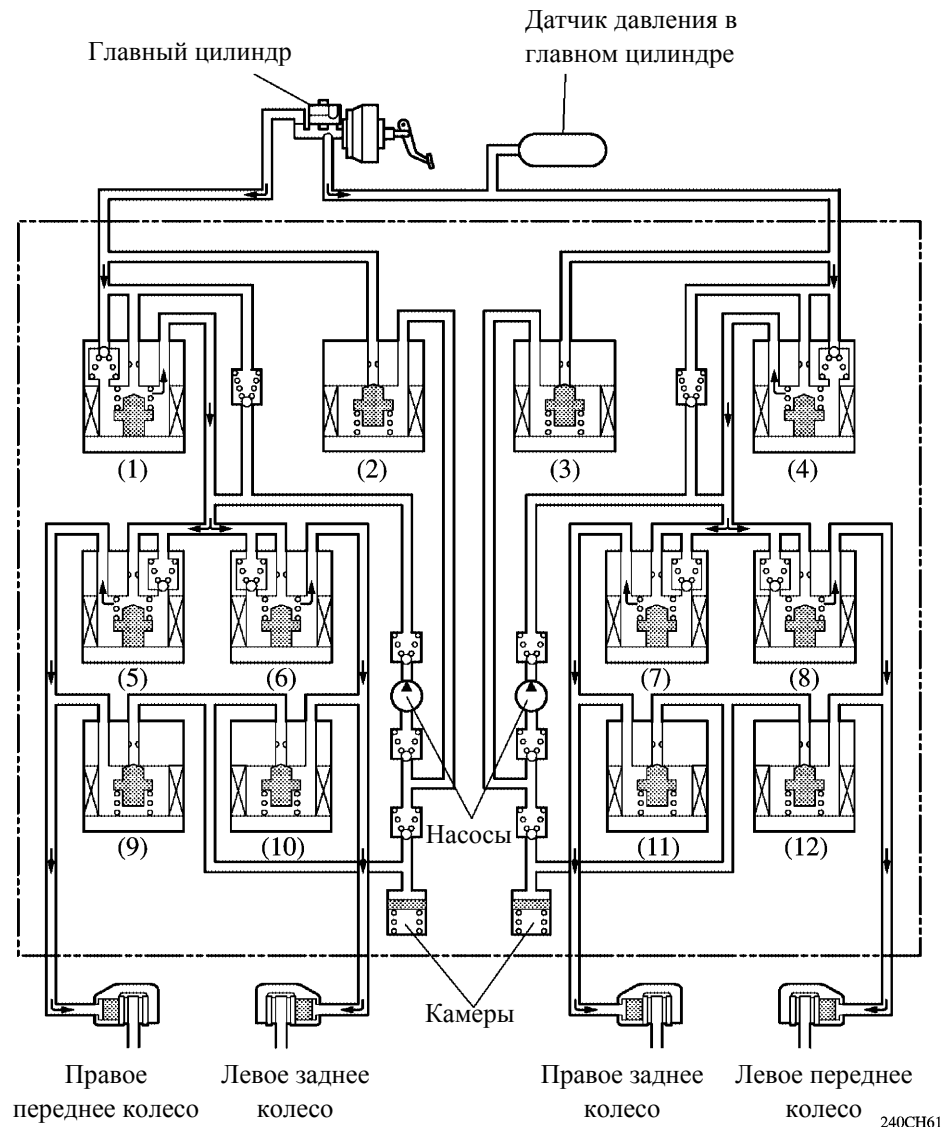 Датчик давления в
главном цилиндре
Главный цилиндр
(1)
(2)
(3)
(4)
(5)
(6)
(7)
(8)
(9)
(10)
Насосы
(11)
(12)
Камеры
Правое
переднее колесо
Левое заднее
колесо
Правое заднее
колесо
Левое переднее
колесо
240CH61